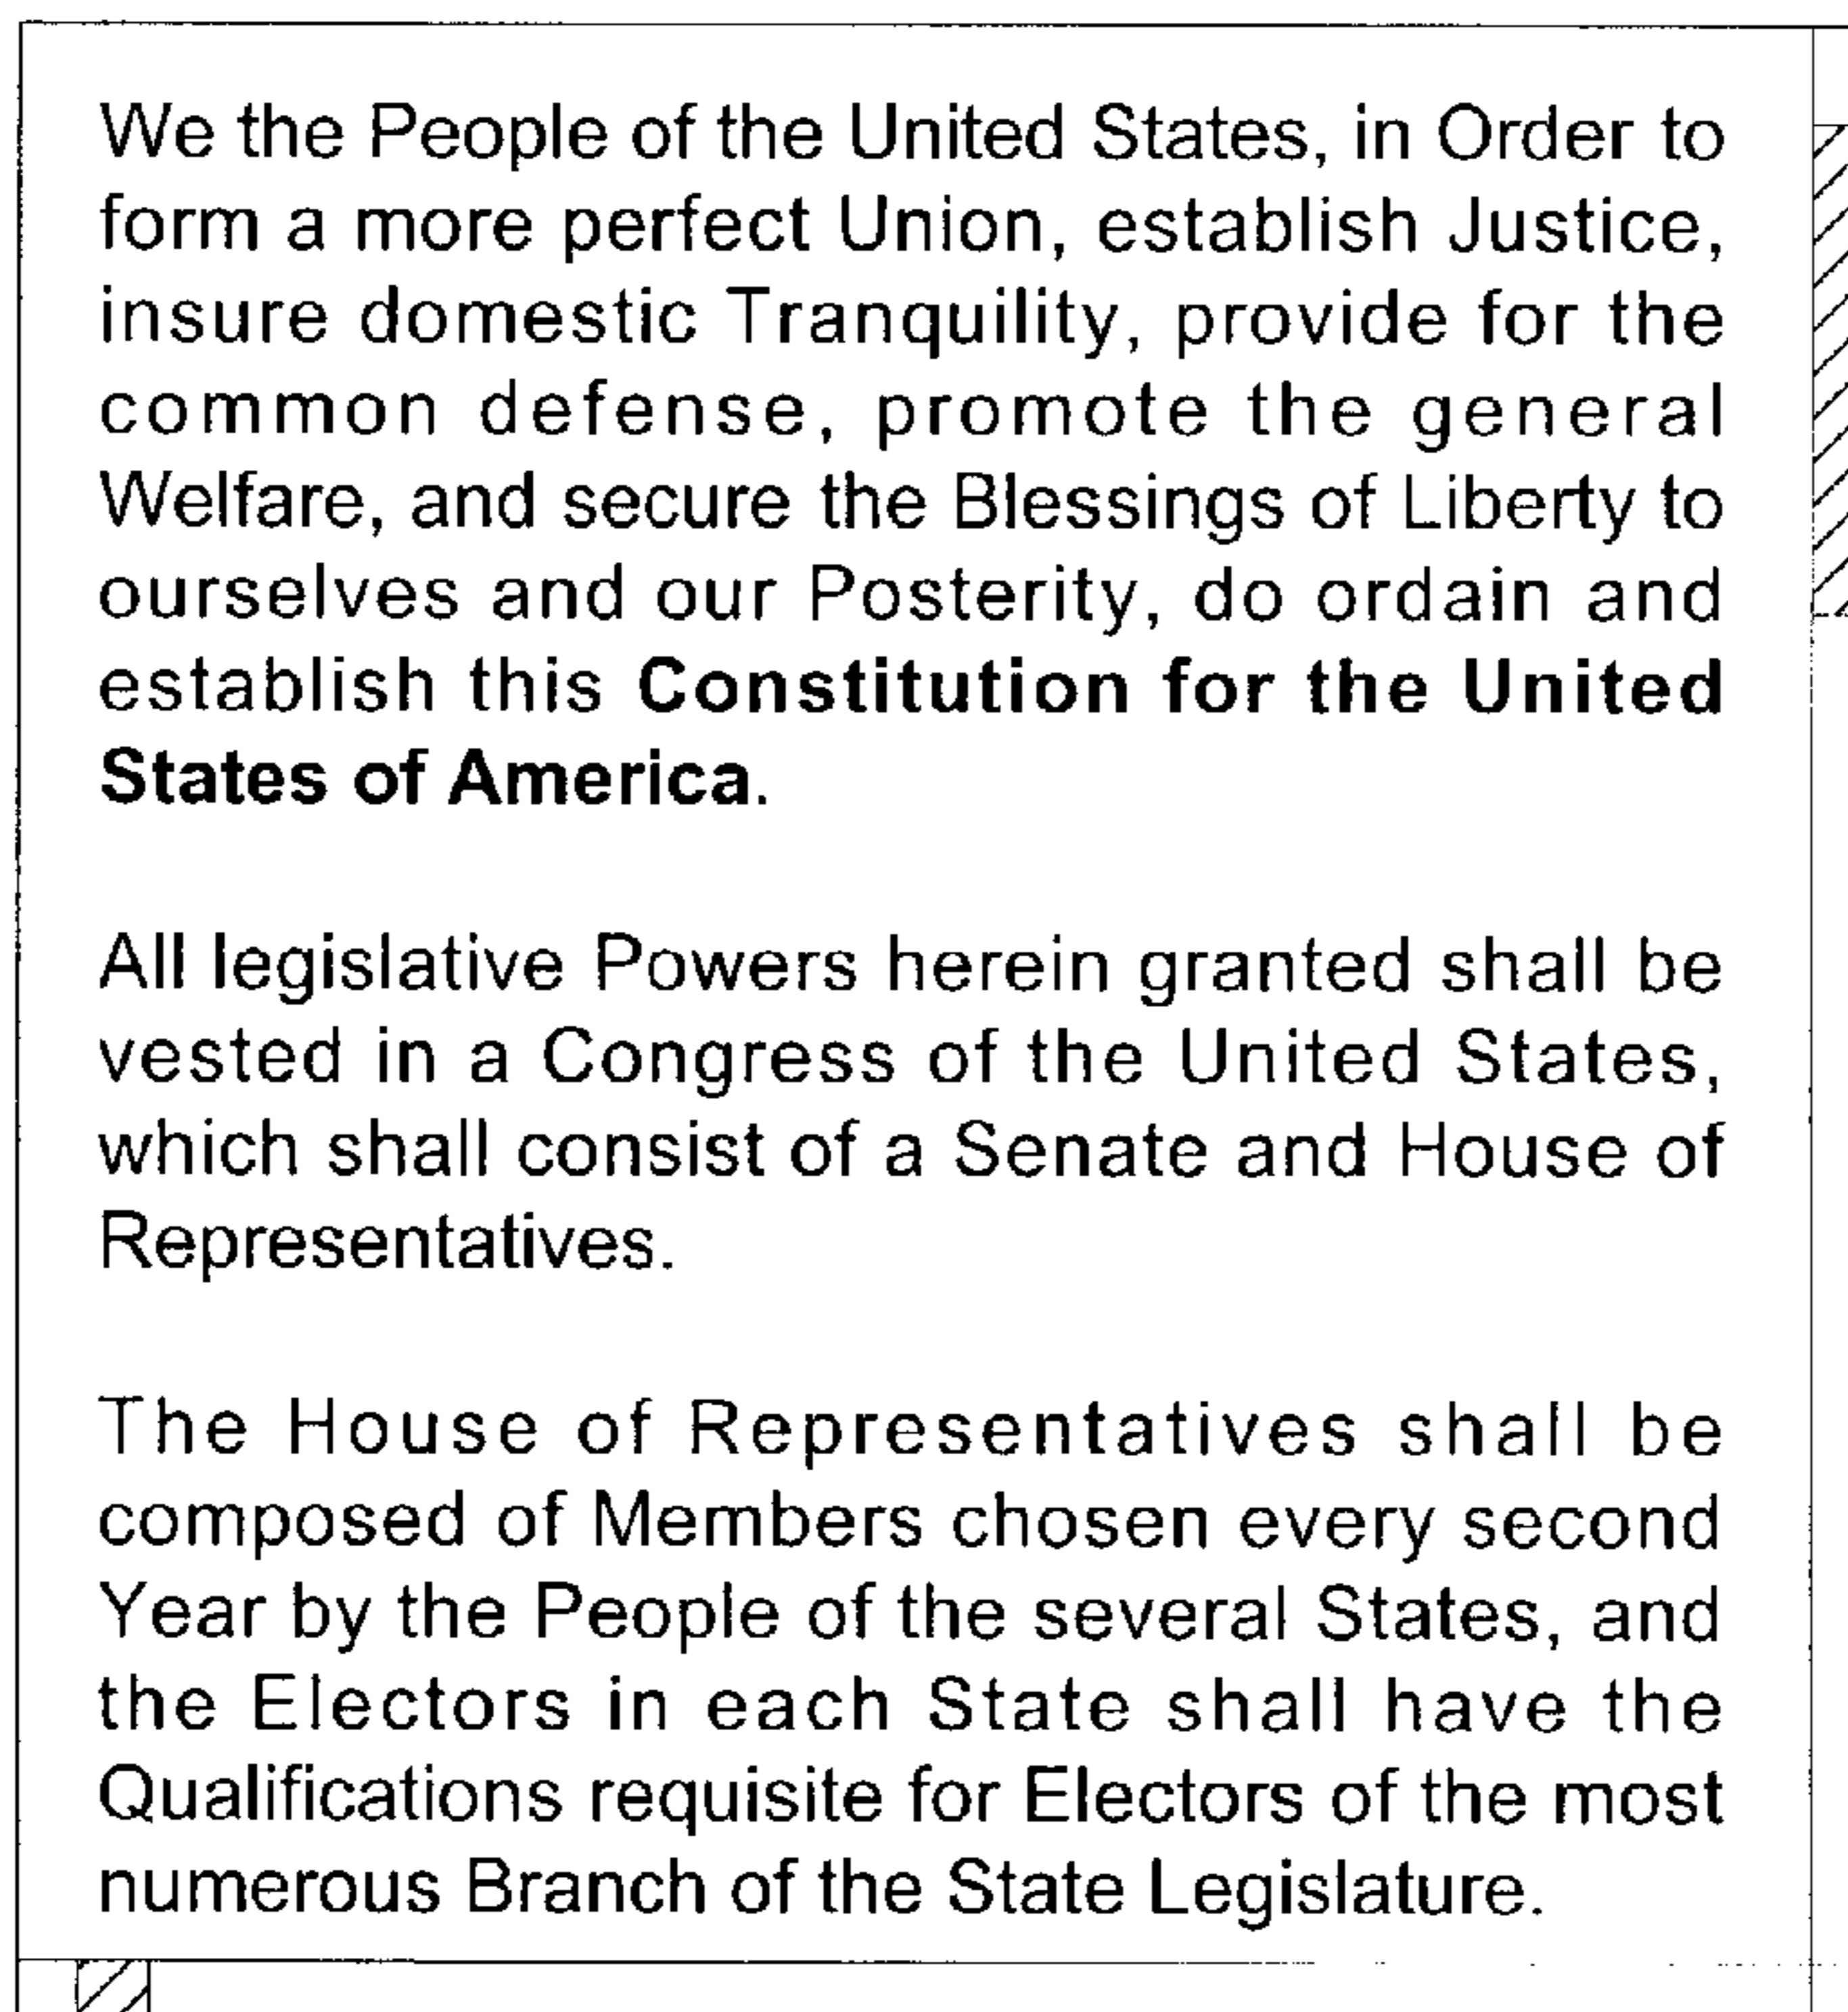 We the People of the United States, in Order to
form a more perfect Union, establish Justice,
insure domestic Tranquility, provide for the
common defense, promote the general
Welfare, and secure the Blessings of Liberty to
ourselves and our Posterity, do ordain and
establish this Constitution for the United
States of America.
All legislative Powers herein granted shall be
vested in a Congress of the United States,
which shall consist of a Senate and House of
Representatives.
The House of Representatives shall be
composed of Members chosen every second
Year by the People of the several States, and
the Electors in each State shall have the
Qualifications requisite for Electors of the most
numerous Branch of the State Legislature.